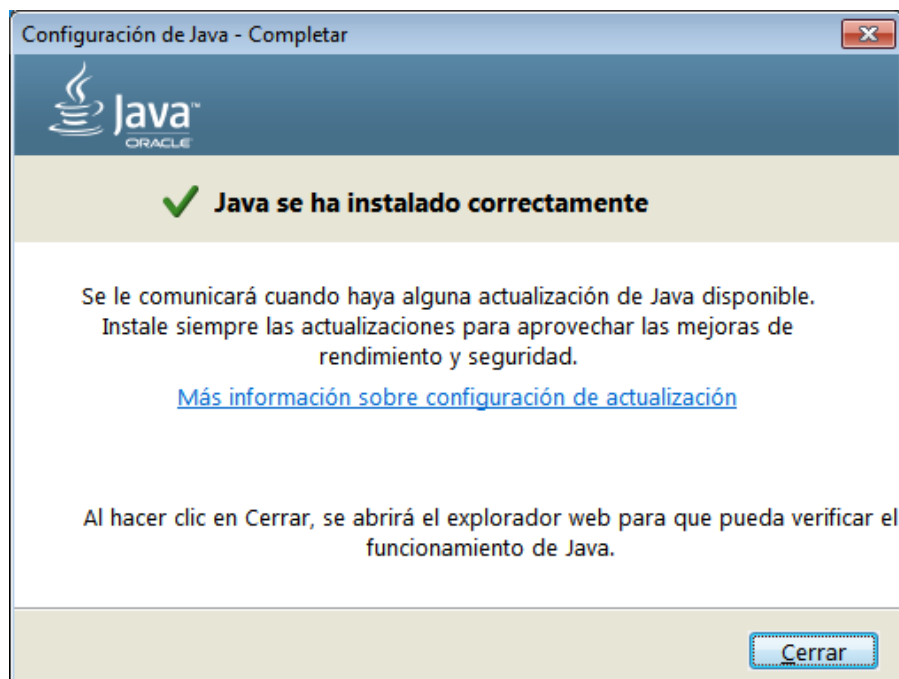 Configuración de Java - Completar
Java™
ORACLE
Java se ha instalado correctamente
Se le comunicará cuando haya alguna actualización de Java disponible.
Instale siempre las actualizaciones para aprovechar las mejoras de
rendimiento y seguridad.
Más información sobre configuración de actualización
Al hacer clic en Cerrar, se abrirá el explorador web para que pueda verificar el
funcionamiento de Java.
Cerrar